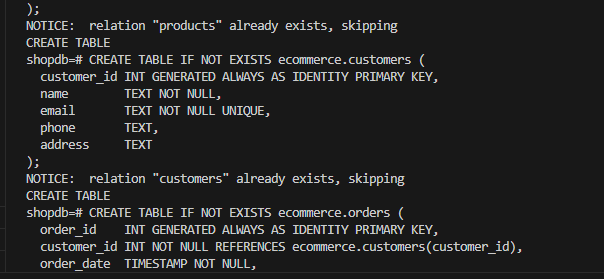 );
NOTICE:  relation "products" already exists, skipping
CREATE TABLE
shopdb=# CREATE TABLE IF NOT EXISTS ecommerce.customers (
  customer_id INT GENERATED ALWAYS AS IDENTITY PRIMARY KEY,
  name        TEXT NOT NULL,
  email       TEXT NOT NULL UNIQUE,
  phone       TEXT,
  address     TEXT
);
NOTICE:  relation "customers" already exists, skipping
CREATE TABLE
shopdb=# CREATE TABLE IF NOT EXISTS ecommerce.orders (
  order_id    INT GENERATED ALWAYS AS IDENTITY PRIMARY KEY,
  customer_id INT NOT NULL REFERENCES ecommerce.customers(customer_id),
  order_date  TIMESTAMP NOT NULL,